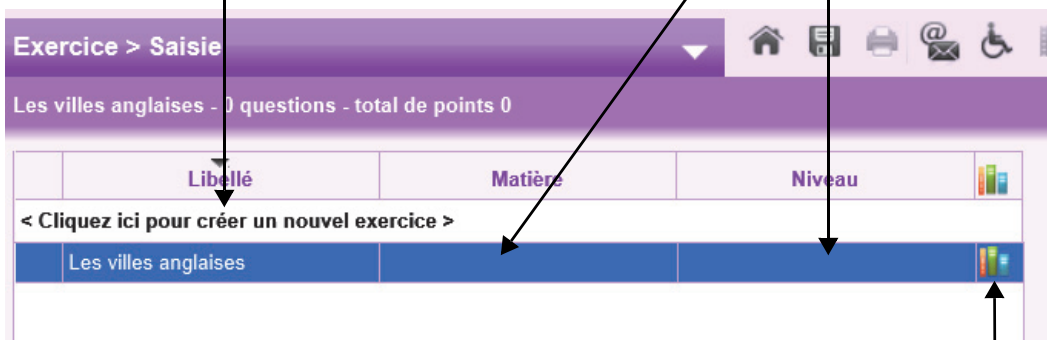 Exercice > Saisie
Les villes anglaises - 0 questions - total de points 0
Libellé Matière Niveau
< Cliquez ici pour créer un nouvel exercice >
Les villes anglaises